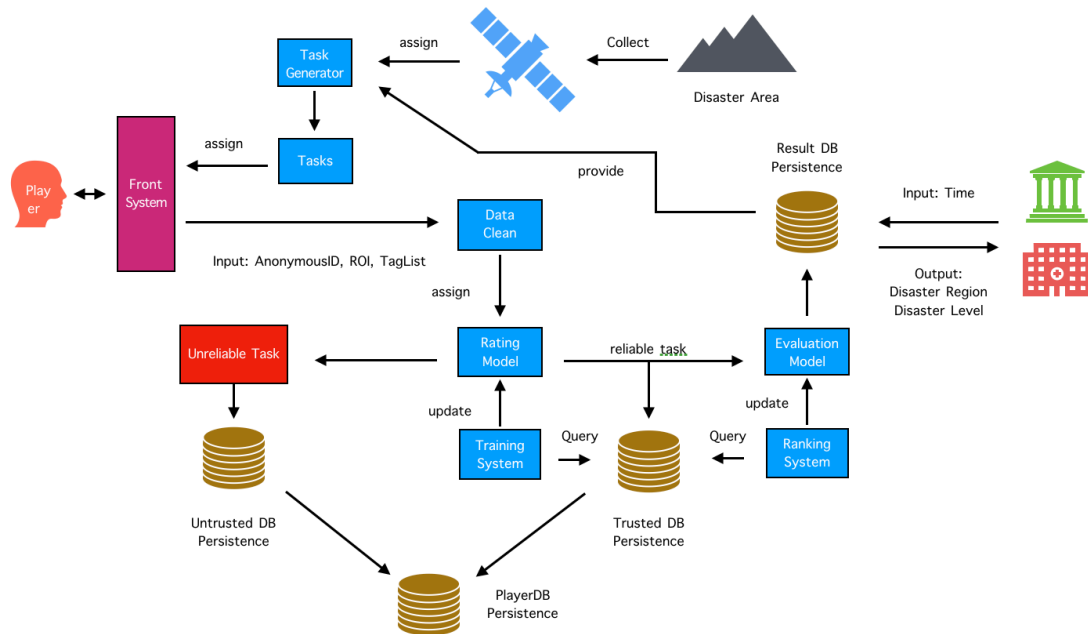 assign
Collect
Task
Generator
Disaster Area
assign
Tasks
provide
Result DB
Persistence
Play
er
Front
System
Data
Clean
Input: Time
Input: AnonymousID, ROI, TagList
Output:
Disaster Region
Disaster Level
assign
Unreliable Task
Rating
Model
reliable task
Evaluation
Model
update
update
Training
System
Query
Query
Ranking
System
Untrusted DB
Persistence
Trusted DB
Persistence
PlayerDB
Persistence